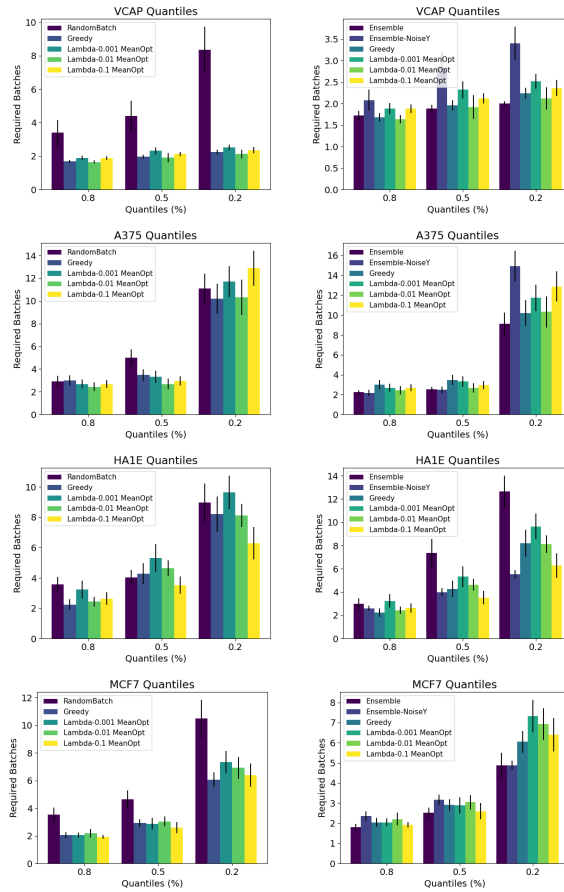 VCAP Quantiles
Required Batches
10
8
6
4
2
0
RandomBatch
Greedy
Lambda-0.001 MeanOpt
Lambda-0.01 MeanOpt
Lambda-0.1 MeanOpt
0.8
0.5
0.2
Quantiles (%)
VCAP Quantiles
Required Batches
3.5
3.0
2.5
2.0
1.5
1.0
0.5
0.0
Ensemble
Ensemble-NoiseY
Greedy
Lambda-0.001 MeanOpt
Lambda-0.01 MeanOpt
Lambda-0.1 MeanOpt
0.8
0.5
0.2
Quantiles (%)
A375 Quantiles
Required Batches
14
12
10
8
6
4
2
0
RandomBatch
Greedy
Lambda-0.001 MeanOpt
Lambda-0.01 MeanOpt
Lambda-0.1 MeanOpt
0.8
0.5
0.2
Quantiles (%)
A375 Quantiles
Required Batches
16
14
12
10
8
6
4
2
0
Ensemble
Ensemble-NoiseY
Greedy
Lambda-0.001 MeanOpt
Lambda-0.01 MeanOpt
Lambda-0.1 MeanOpt
0.8
0.5
0.2
Quantiles (%)
HA1E Quantiles
Required Batches
10
8
6
4
2
0
RandomBatch
Greedy
Lambda-0.001 MeanOpt
Lambda-0.01 MeanOpt
Lambda-0.1 MeanOpt
0.8
0.5
0.2
Quantiles (%)
HA1E Quantiles
Required Batches
14
12
10
8
6
4
2
0
Ensemble
Ensemble-NoiseY
Greedy
Lambda-0.001 MeanOpt
Lambda-0.01 MeanOpt
Lambda-0.1 MeanOpt
0.8
0.5
0.2
Quantiles (%)
MCF7 Quantiles
Required Batches
12
10
8
6
4
2
0
RandomBatch
Greedy
Lambda-0.001 MeanOpt
Lambda-0.01 MeanOpt
Lambda-0.1 MeanOpt
0.8
0.5
0.2
Quantiles (%)
MCF7 Quantiles
Required Batches
8
7
6
5
4
3
2
1
0
Ensemble
Ensemble-NoiseY
Greedy
Lambda-0.001 MeanOpt
Lambda-0.01 MeanOpt
Lambda-0.1 MeanOpt
0.8
0.5
0.2
Quantiles (%)